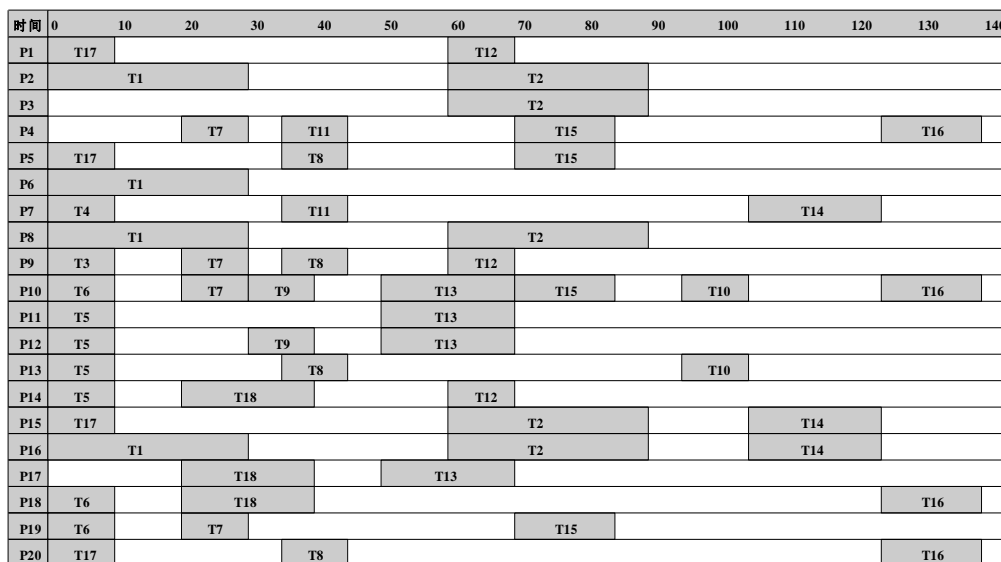 时间 0 10 20 30 40 50 60 70 80 90 100 110 120 130 140
P1 T17 T12
P2 T1 T2
P3 T2
P4 T7 T11 T15 T16
P5 T17 T8 T15
P6 T1
P7 T4 T11 T14
P8 T1 T2
P9 T3 T7 T8 T12
P10 T6 T7 T9 T13 T15 T10 T16
P11 T5 T13
P12 T5 T9 T13
P13 T5 T8 T10
P14 T5 T18 T12
P15 T17 T2 T14
P16 T1 T2 T14
P17 T18 T13
P18 T6 T18 T16
P19 T6 T7 T15
P20 T17 T8 T16